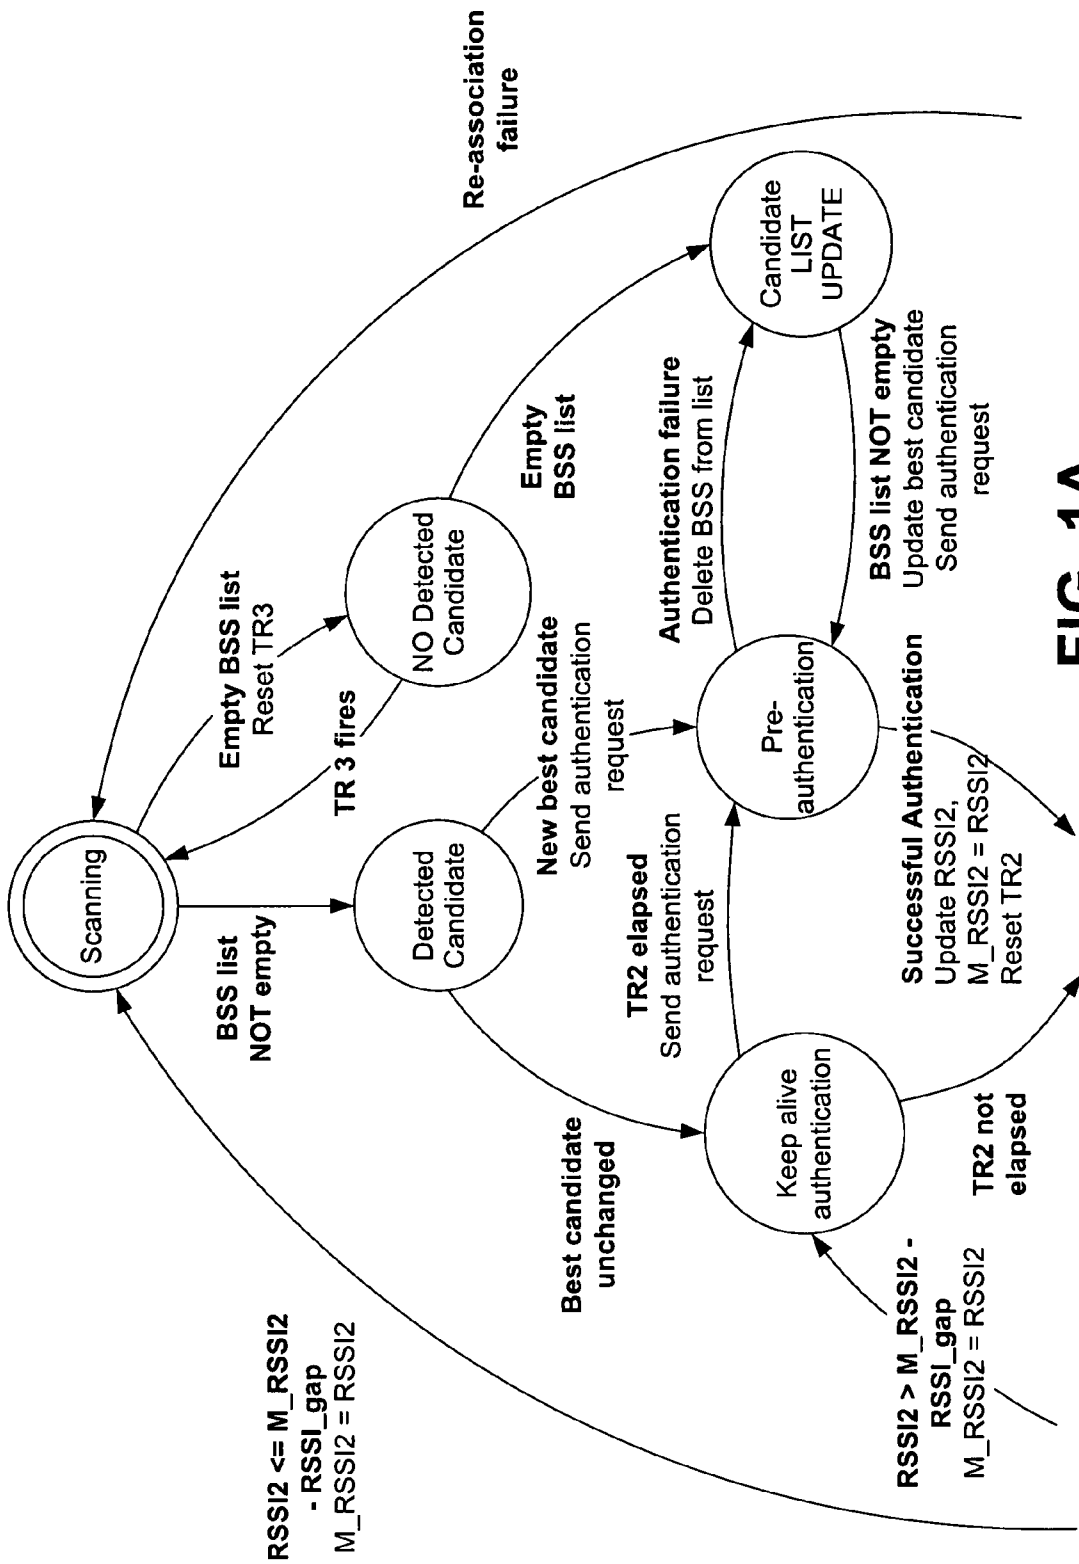 Re-association
failure
Scanning
Empty BSS list
Reset TR3
TR 3 fires
NO Detected
Candidate
Empty
BSS list
Candidate
LIST
UPDATE
BSS list
NOT empty
Detected
Candidate
New best candidate
Send authentication
request
Authentication failure
Delete BSS from list
BSS list NOT empty
Update best candidate
Send authentication
request
Pre-
authentication
TR2 elapsed
Send authentication
request
Successful Authentication
Update RSSI2,
M_RSSI2 = RSSI2
Reset TR2
Best candidate
unchanged
Keep alive
authentication
TR2 not
elapsed
RSSI2 <= M_RSSI2
- RSSI_gap
M_RSSI2 = RSSI2
RSSI2 > M_RSSI2 -
RSSI_gap
M_RSSI2 = RSSI2
FIG. 1A